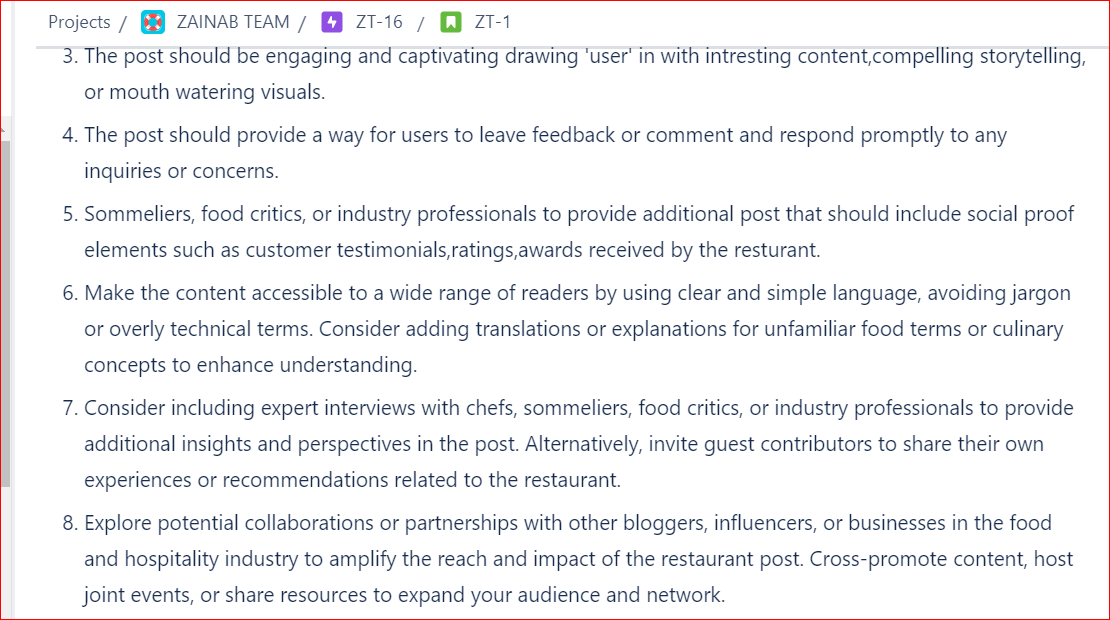 Projects / ZAINAB TEAM / ZT-16 / ZT-1
3. The post should be engaging and captivating drawing 'user' in with intresting content,compelling storytelling,
or mouth watering visuals.
4. The post should provide a way for users to leave feedback or comment and respond promptly to any
inquiries or concerns.
5. Sommeliers, food critics, or industry professionals to provide additional post that should include social proof
elements such as customer testimonials,ratings,awards received by the resturant.
6. Make the content accessible to a wide range of readers by using clear and simple language, avoiding jargon
or overly technical terms. Consider adding translations or explanations for unfamiliar food terms or culinary
concepts to enhance understanding.
7. Consider including expert interviews with chefs, sommeliers, food critics, or industry professionals to provide
additional insights and perspectives in the post. Alternatively, invite guest contributors to share their own
experiences or recommendations related to the restaurant.
8. Explore potential collaborations or partnerships with other bloggers, influencers, or businesses in the food
and hospitality industry to amplify the reach and impact of the restaurant post. Cross-promote content, host
joint events, or share resources to expand your audience and network.